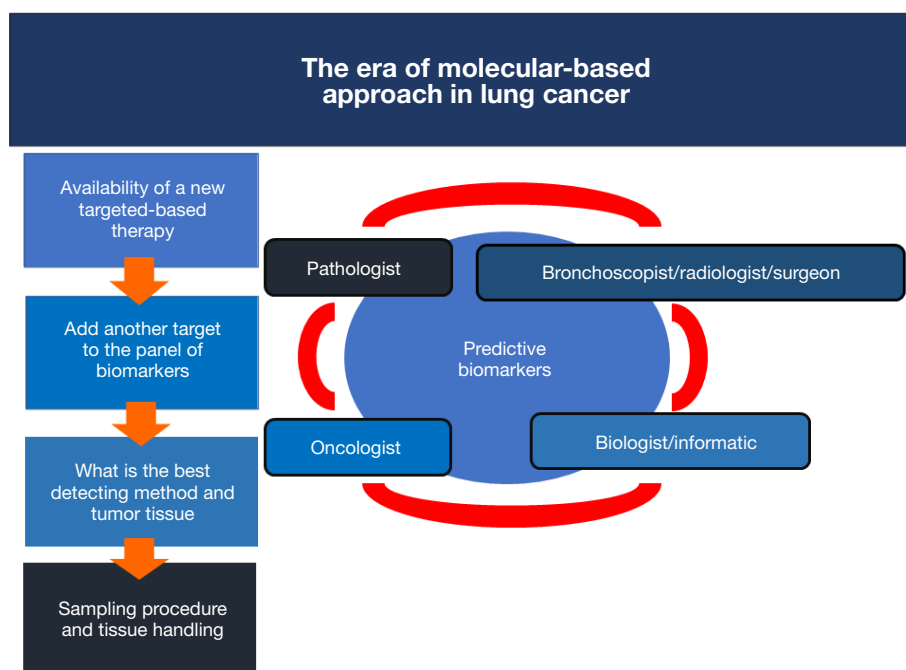 The era of molecular-based
approach in lung cancer
Availability of a new
targeted-based
therapy
Add another target
to the panel of
biomarkers
What is the best
detecting method and
tumor tissue
Sampling procedure
and tissue handling
Pathologist
Bronchoscopist/radiologist/surgeon
Predictive
biomarkers
Oncologist
Biologist/informatic